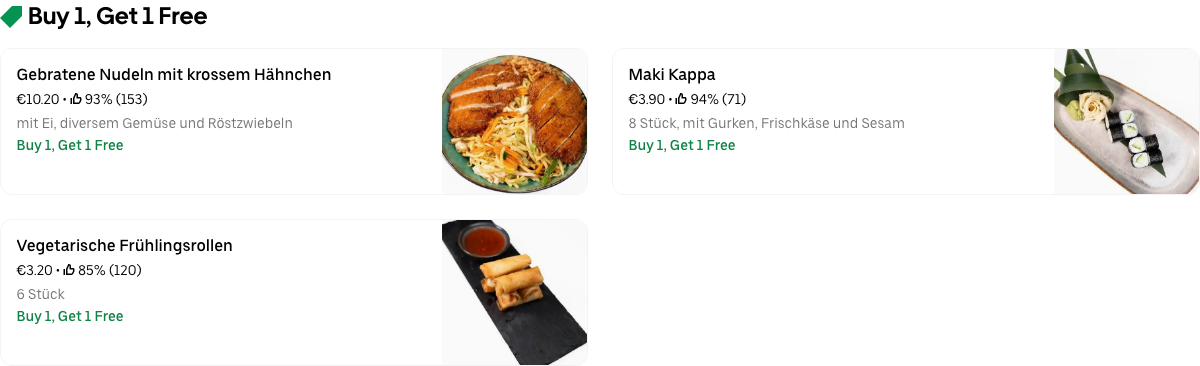 Buy 1, Get 1 Free
Gebratene Nudeln mit krossem Hähnchen
€10.20 • 93% (153)
mit Ei, diversem Gemüse und Röstzwiebeln
Buy 1, Get 1 Free
Maki Kappa
€3.90 • 94% (71)
8 Stück, mit Gurken, Frischkäse und Sesam
Buy 1, Get 1 Free
Vegetarische Frühlingsrollen
€3.20 • 85% (120)
6 Stück
Buy 1, Get 1 Free